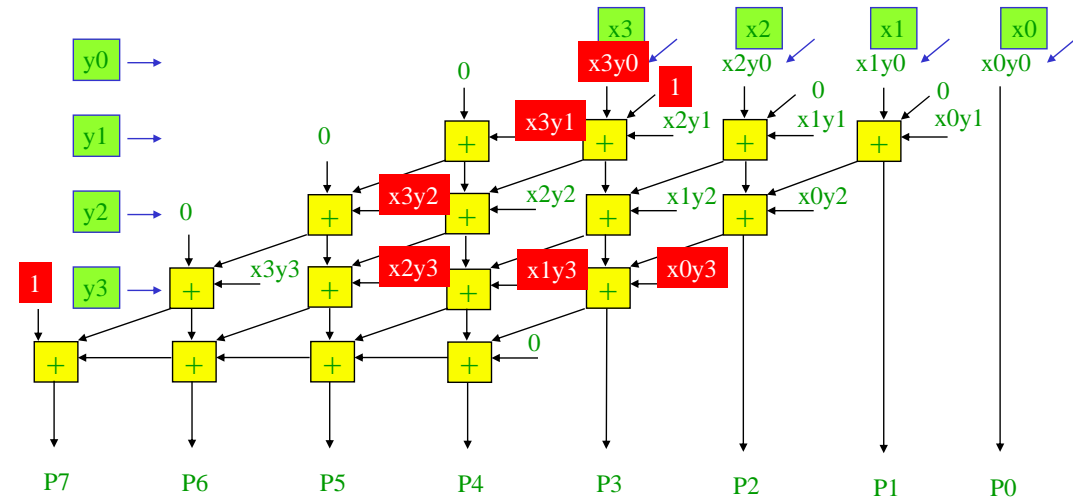 x3 x2 x1 x0
y0 x3y0 x2y0 x1y0 x0y0
0 1 0 0
y1 0 + x3y1 + x2y1 + x1y1 + x0y1
y2 0 + x3y2 + x2y2 + x1y2 + x0y2
1 y3 + x3y3 + x2y3 + x1y3 + x0y3
+ + + + 0
P7 P6 P5 P4 P3 P2 P1 P0